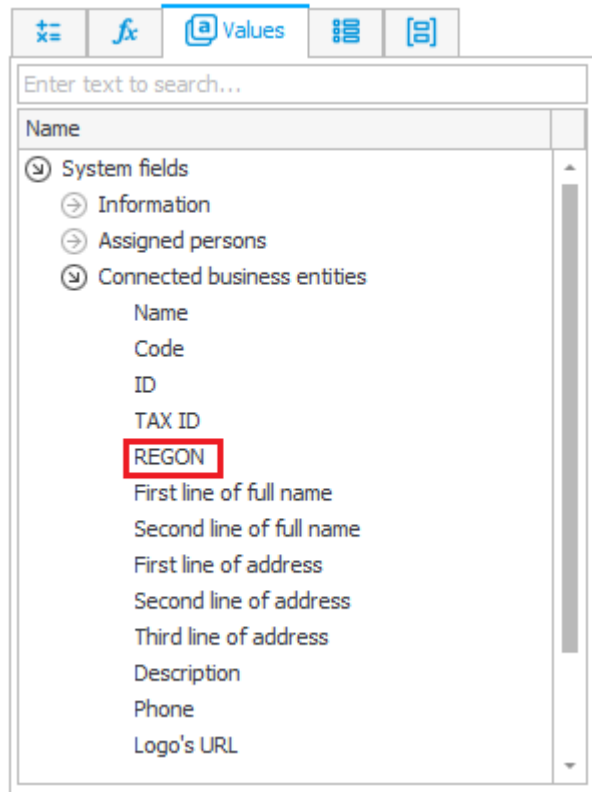 fx
Values
Enter text to search...
Name
System fields
Information
Assigned persons
Connected business entities
Name
Code
ID
TAX ID
REGON
First line of full name
Second line of full name
First line of address
Second line of address
Third line of address
Description
Phone
Logo's URL